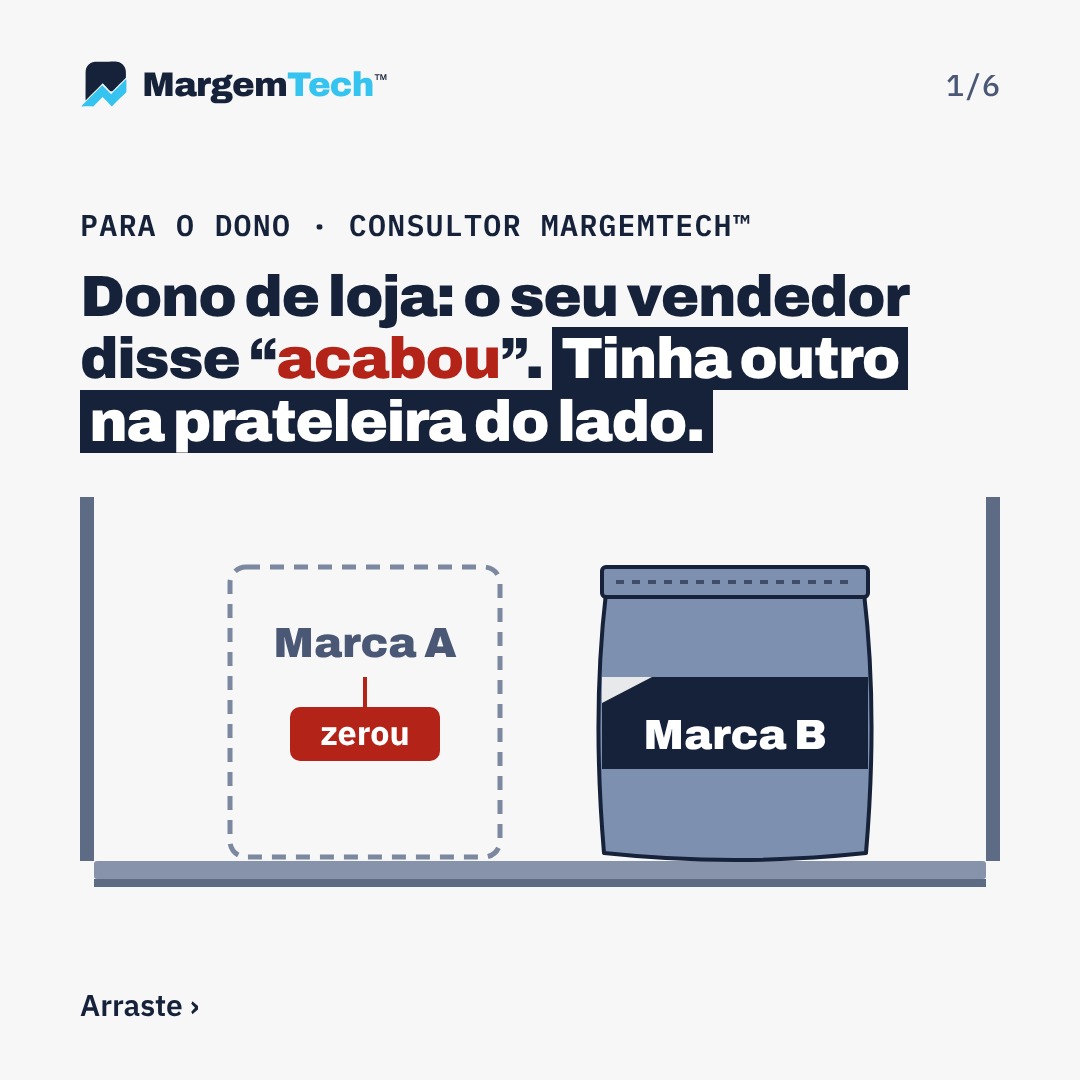 MargemTech™
1/6
PARA O DONO · CONSULTOR MARGEMTECH™
Dono de loja: o seu vendedor
disse “acabou”. Tinha outro
na prateleira do lado.
Marca A
zerou
Marca B
Arraste ›